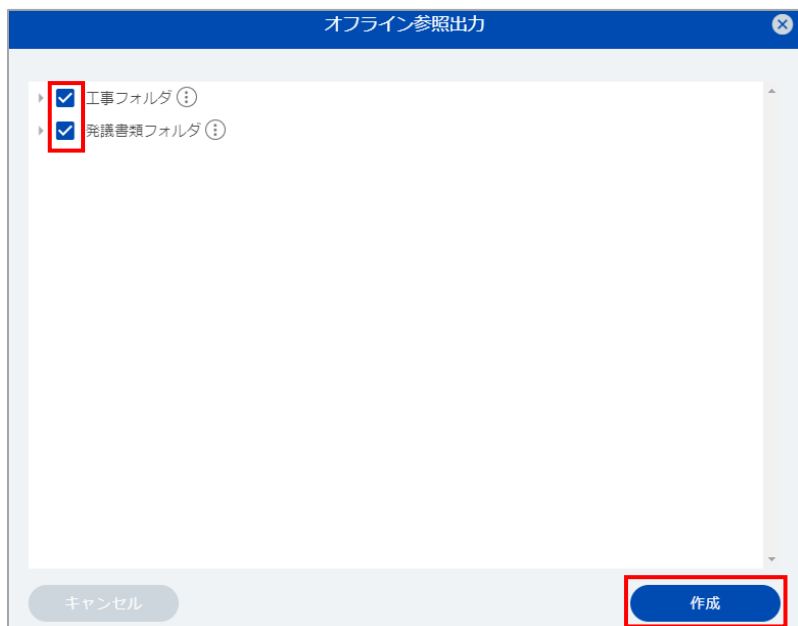 オフライン参照出力
工事フォルダ
発議書類フォルダ
キャンセル
作成